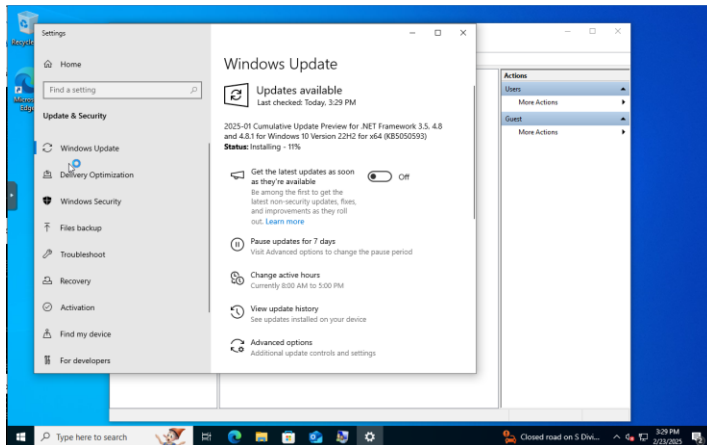 Recycle
Micros
Edge
Settings
Home
Find a setting
Update & Security
Windows Update
Delivery Optimization
Windows Security
Files backup
Troubleshoot
Recovery
Activation
Find my device
For developers
Windows Update
Updates available
Last checked: Today, 3:29 PM
2025-01 Cumulative Update Preview for .NET Framework 3.5, 4.8
and 4.8.1 for Windows 10 Version 22H2 for x64 (KB5050593)
Status: Installing - 11%
Get the latest updates as soon
as they're available
Off
Be among the first to get the
latest non-security updates, fixes,
and improvements as they roll
out. Learn more
Pause updates for 7 days
Visit Advanced options to change the pause period
Change active hours
Currently 8:00 AM to 5:00 PM
View update history
See updates installed on your device
Advanced options
Additional update controls and settings
Actions
Users
More Actions
Guest
More Actions
Type here to search
Closed road on S Divi...
3:29 PM
2/23/2025